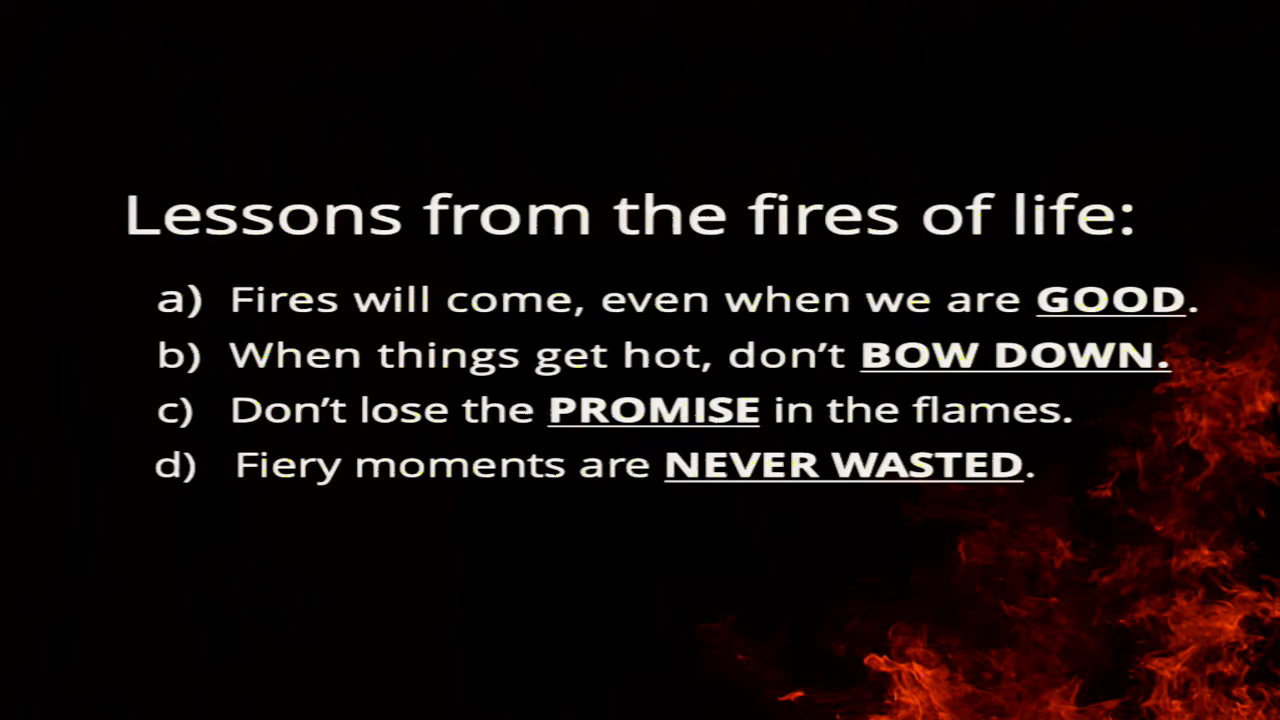 Lessons from the fires of life:
a) Fires will come, even when we are GOOD.
b) When things get hot, don’t BOW DOWN.
c) Don’t lose the PROMISE in the flames.
d) Fiery moments are NEVER WASTED.